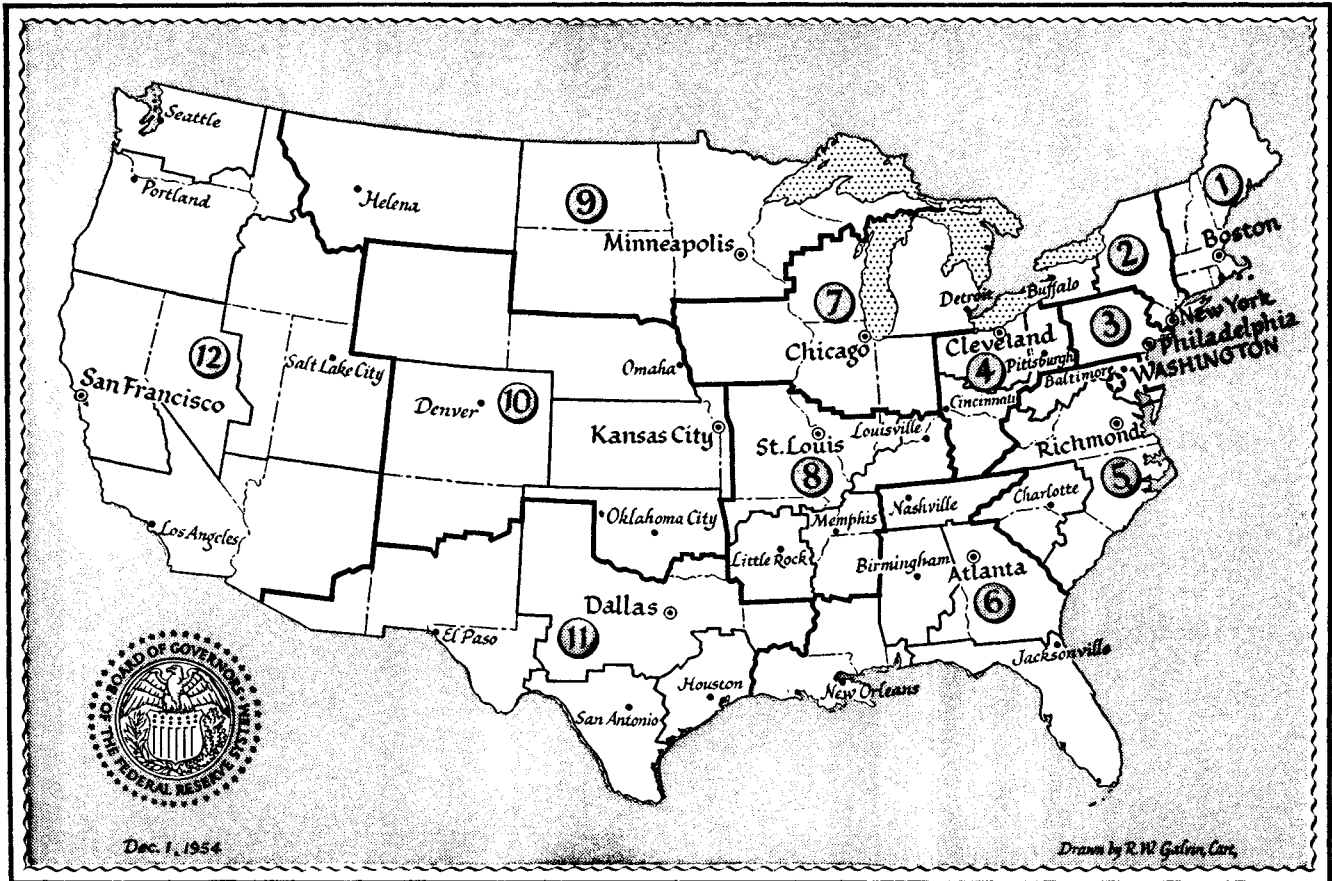 Seattle
Portland
Helena
9
Minneapolis
1
Boston
2
Buffalo
Detroit
7
Chicago
Cleveland
4
Pittsburgh
3
New York
Philadelphia
WASHINGTON
Baltimore
Cincinnati
12
San Francisco
Salt Lake City
Omaha
Denver
10
Kansas City
St. Louis
8
Louisville
Richmond
5
Charlotte
Nashville
Memphis
Los Angeles
Oklahoma City
Little Rock
Birmingham
Atlanta
6
Dallas
11
El Paso
Houston
San Antonio
New Orleans
Jacksonville
BOARD OF GOVERNORS
OF THE FEDERAL RESERVE SYSTEM
Dec. 1, 1954
Drawn by R.W. Galvin, Cart.